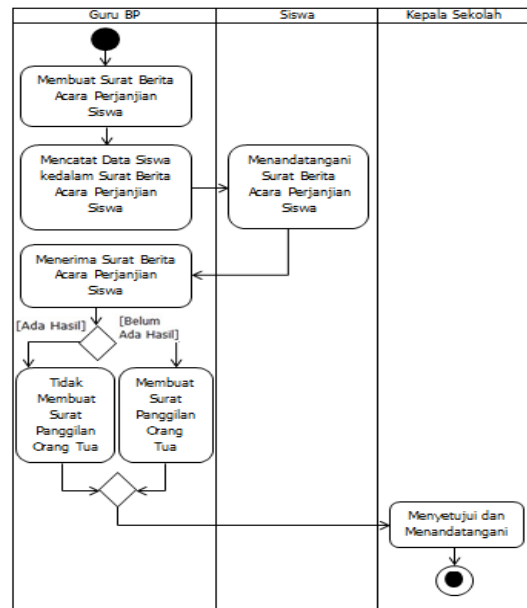 Guru BP
Siswa
Kepala Sekolah
Membuat Surat Berita
Acara Perjanjian
Siswa
Mencatat Data Siswa
kedalam Surat Berita
Acara Perjanjian
Siswa
Menandatangani
Surat Berita
Acara Perjanjian
Siswa
Menerima Surat Berita
Acara Perjanjian
Siswa
[Ada Hasil]
[Belum
Ada Hasil]
Tidak
Membuat
Surat
Panggilan
Orang Tua
Membuat
Surat
Panggilan
Orang
Tua
Menyetujui dan
Menandatangani